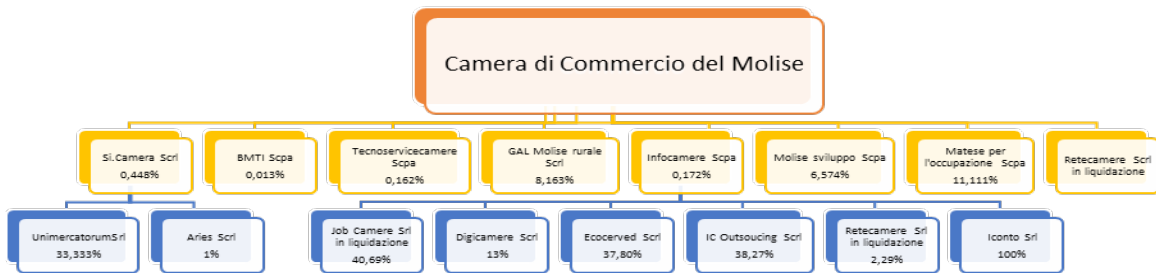 Camera di Commercio del Molise
Si.Camera Scrl
0,448%
BMTI Scpa
0,013%
Tecnoservicecamere
Scpa
0,162%
GAL Molise rurale
Scrl
8,163%
Infocamere Scpa
0,172%
Molise sviluppo Scpa
6,574%
Matese per
l'occupazione Scpa
11,111%
Retecamere Scrl
in liquidazione
UnimercatorumSrl
33,333%
Aries Scrl
1%
Job Camere Srl
in liquidazione
40,69%
Digicamere Scrl
13%
Ecocerved Scrl
37,80%
IC Outsoucing Scrl
38,27%
Retecamere Srl
in liquidazione
2,29%
Iconto Srl
100%